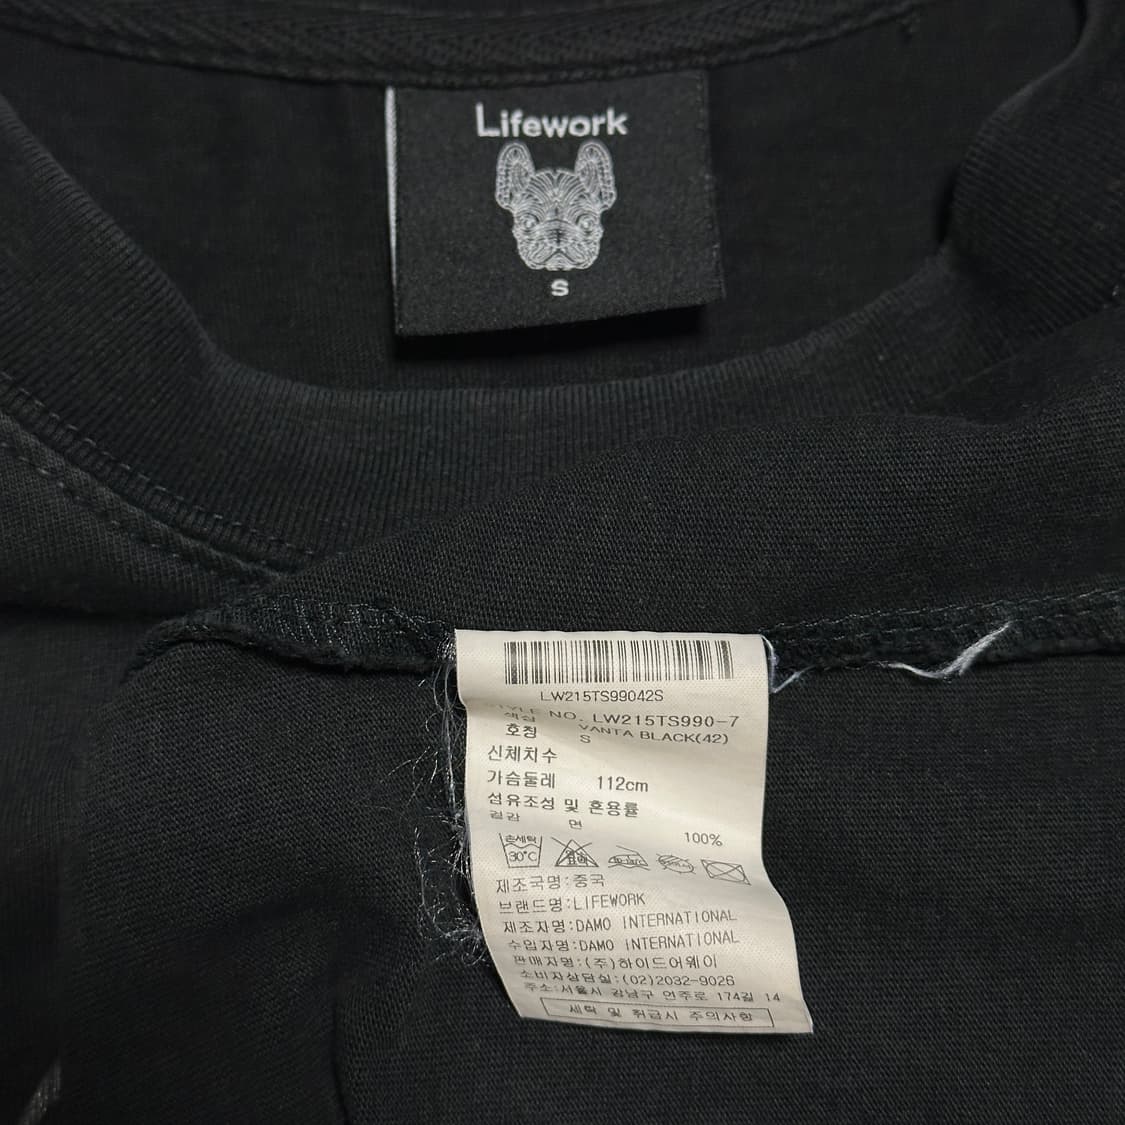 Lifework
S
LW215TS99042S
STYLE NO. LW215TS990-7
색상 VANTA BLACK(42)
호칭 S
신체치수
가슴둘레 112cm
섬유조성 및 혼용률
겉감 면 100%
손세탁
30°C
제조국명:중국
브랜드명:LIFEWORK
제조자명:DAMO INTERNATIONAL
수입자명:DAMO INTERNATIONAL
판매자명:(주)하이드어웨이
소비자상담실:(02)2032-9026
주소:서울시 강남구 언주로 174길 14
세탁 및 취급시 주의사항